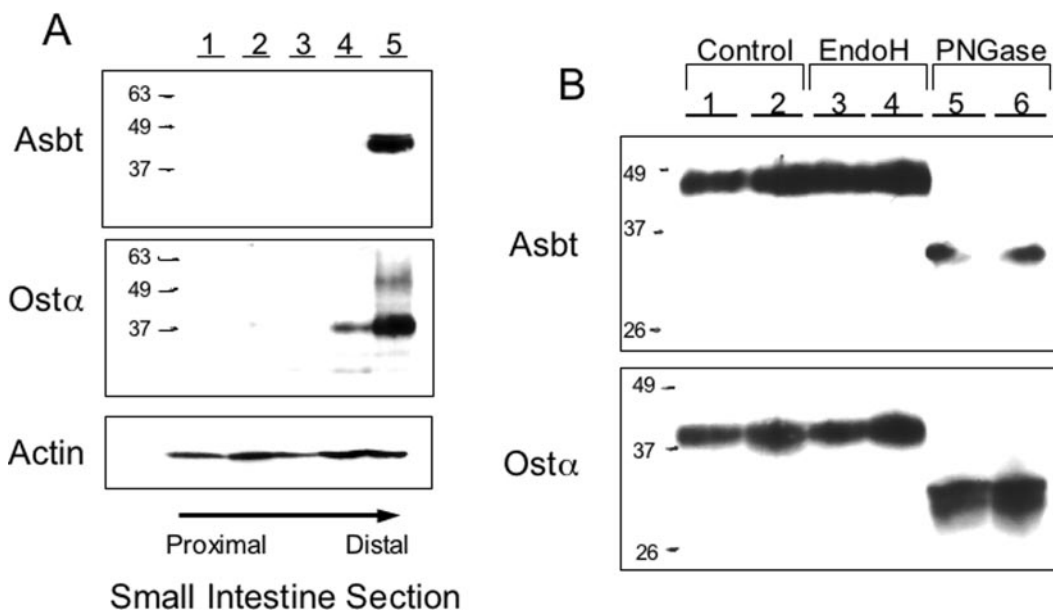 A
1 2 3 4 5
Asbt
63
49
37
Ostα
63
49
37
Actin
Proximal Distal
Small Intestine Section
B
Control EndoH PNGase
1 2 3 4 5 6
Asbt
49
37
26
Ostα
49
37
26